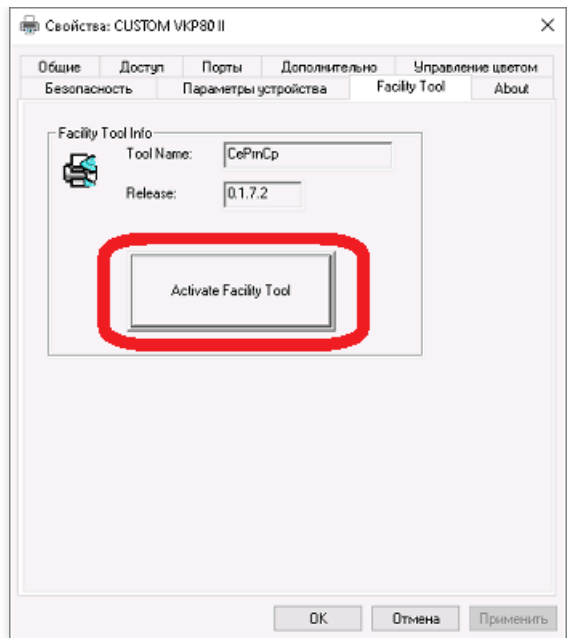 Свойства: CUSTOM VKP80 II
Общие Доступ Порты Дополнительно Управление цветом
Безопасность Параметры устройства Facility Tool About
Facility Tool Info
Tool Name: CePrnCp
Release: 0.1.7.2
Activate Facility Tool
OK Отмена Применить